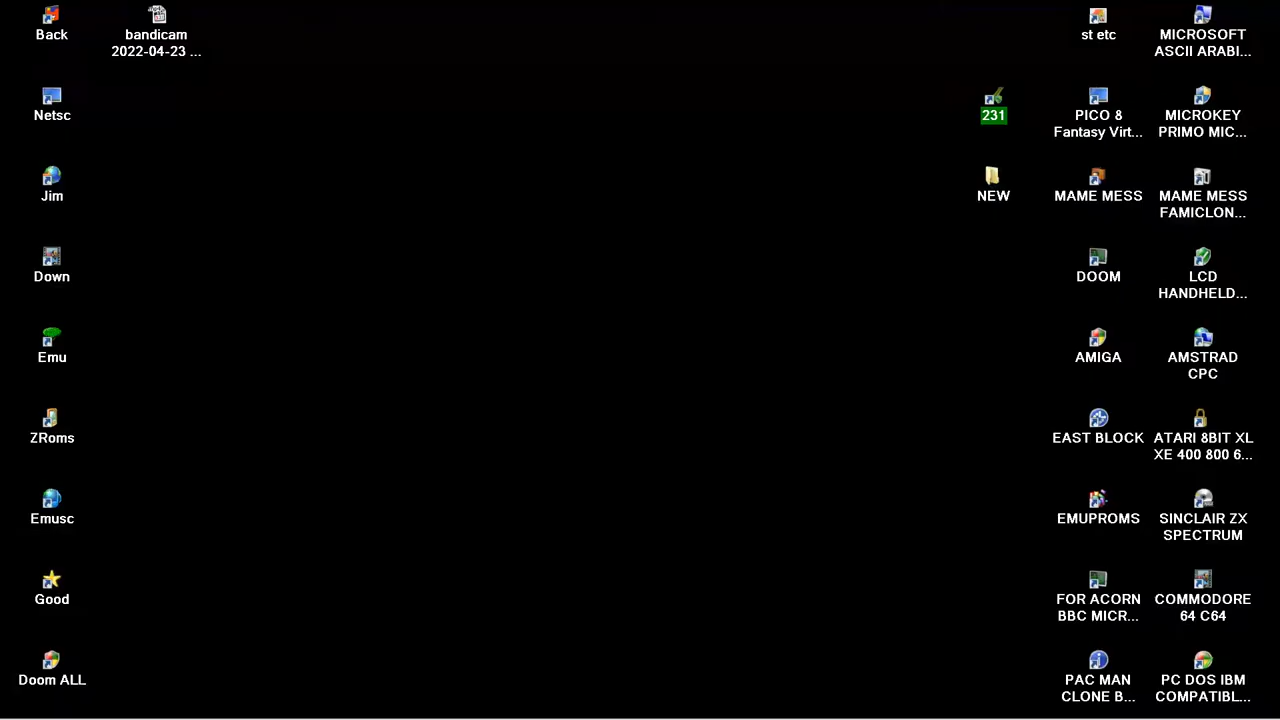 Back
bandicam
2022-04-23 ...
st etc
MICROSOFT
ASCII ARABI...
Netsc
231
PICO 8
Fantasy Virt...
MICROKEY
PRIMO MIC...
Jim
NEW
MAME MESS
MAME MESS
FAMICLON...
Down
DOOM
LCD
HANDHELD...
Emu
AMIGA
AMSTRAD
CPC
ZRoms
EAST BLOCK
ATARI 8BIT XL
XE 400 800 6...
Emusc
EMUPROMS
SINCLAIR ZX
SPECTRUM
Good
FOR ACORN
BBC MICR...
COMMODORE
64 C64
Doom ALL
PAC MAN
CLONE B...
PC DOS IBM
COMPATIBL...